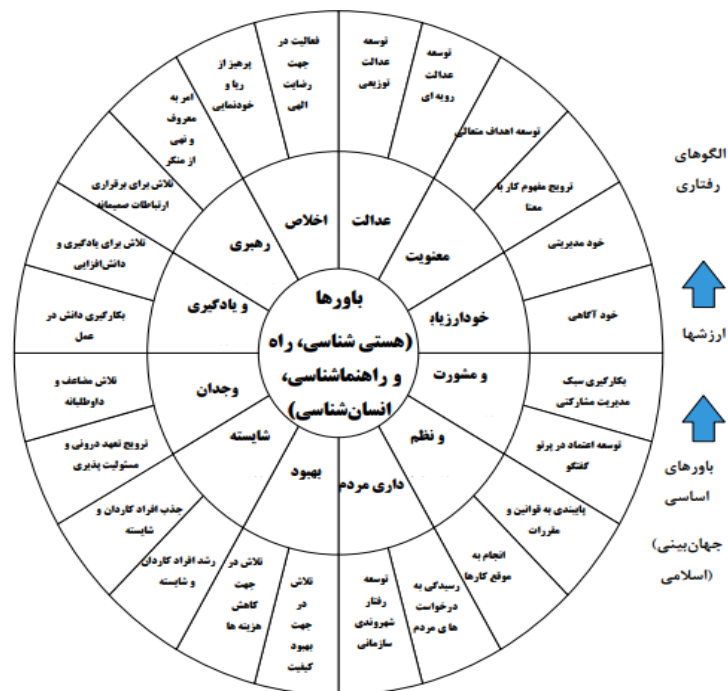 باورها
(هستی شناسی، راه
و راهنماشناسی،
انسان‌شناسی)
عدالت
معنویت
خودارزیاب
و مشورت
و نظم
داری مردم
بهبود
شایسته
وجدان
و یادگیری
رهبری
اخلاص
توسعه
عدالت
توزیعی
توسعه
عدالت
رویه ای
توسعه اهداف متعالی
ترویج مفهوم کار با
معنا
خود مدیریتی
خود آگاهی
بکارگیری سبک
مدیریت مشارکتی
توسعه اعتماد در پرتو
گفتگو
پایبندی به قوانین و
مقررات
انجام به
موقع کارها
رسیدگی به
درخواست
ها ی مردم
توسعه
رفتار
شهروندی
سازمانی
تلاش
در
جهت
بهبود
کیفیت
تلاش در
جهت
کاهش
هزینه ها
رشد افراد کاردان
و شایسته
جذب افراد کاردان و
شایسته
ترویج تعهد درونی و
مسئولیت پذیری
تلاش مضاعف و
داوطلبانه
بکارگیری دانش در
عمل
تلاش برای یادگیری و
دانش‌افزایی
تلاش برای برقراری
ارتباطات صمیمانه
امر به
معروف
و نهی
از منکر
پرهیز از
ریا و
خودنمایی
فعالیت در
جهت
رضایت
الهی
الگوهای
رفتاری
ارزشها
باورهای
اساسی
(جهان‌بینی
اسلامی)